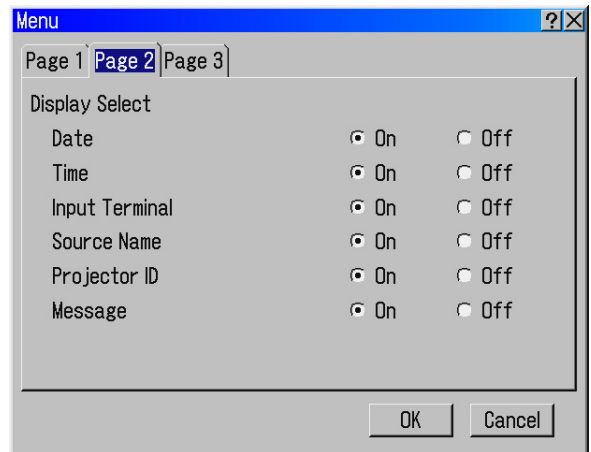 Menu ? X
Page 1 Page 2 Page 3
Display Select
Date On Off
Time On Off
Input Terminal On Off
Source Name On Off
Projector ID On Off
Message On Off
OK Cancel